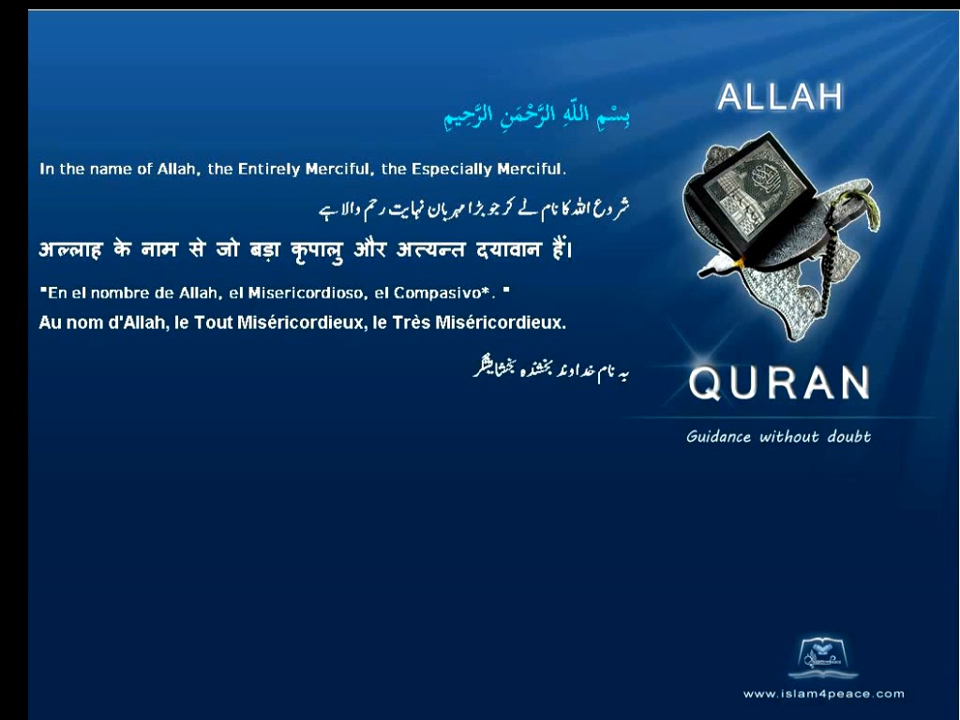 بِسْمِ اللّهِ الرَّحْمَنِ الرَّحِيمِ
In the name of Allah, the Entirely Merciful, the Especially Merciful.
شروع اللہ کا نام لے کر جو بڑا مہربان نہایت رحم والا ہے
अल्लाह के नाम से जो बड़ा कृपालु और अत्यन्त दयावान हैं।
"En el nombre de Allah, el Misericordioso, el Compasivo*. "
Au nom d'Allah, le Tout Miséricordieux, le Très Miséricordieux.
به نام خداوند بخشنده بخشایشگر
ALLAH
QURAN
Guidance without doubt
www.islam4peace.com